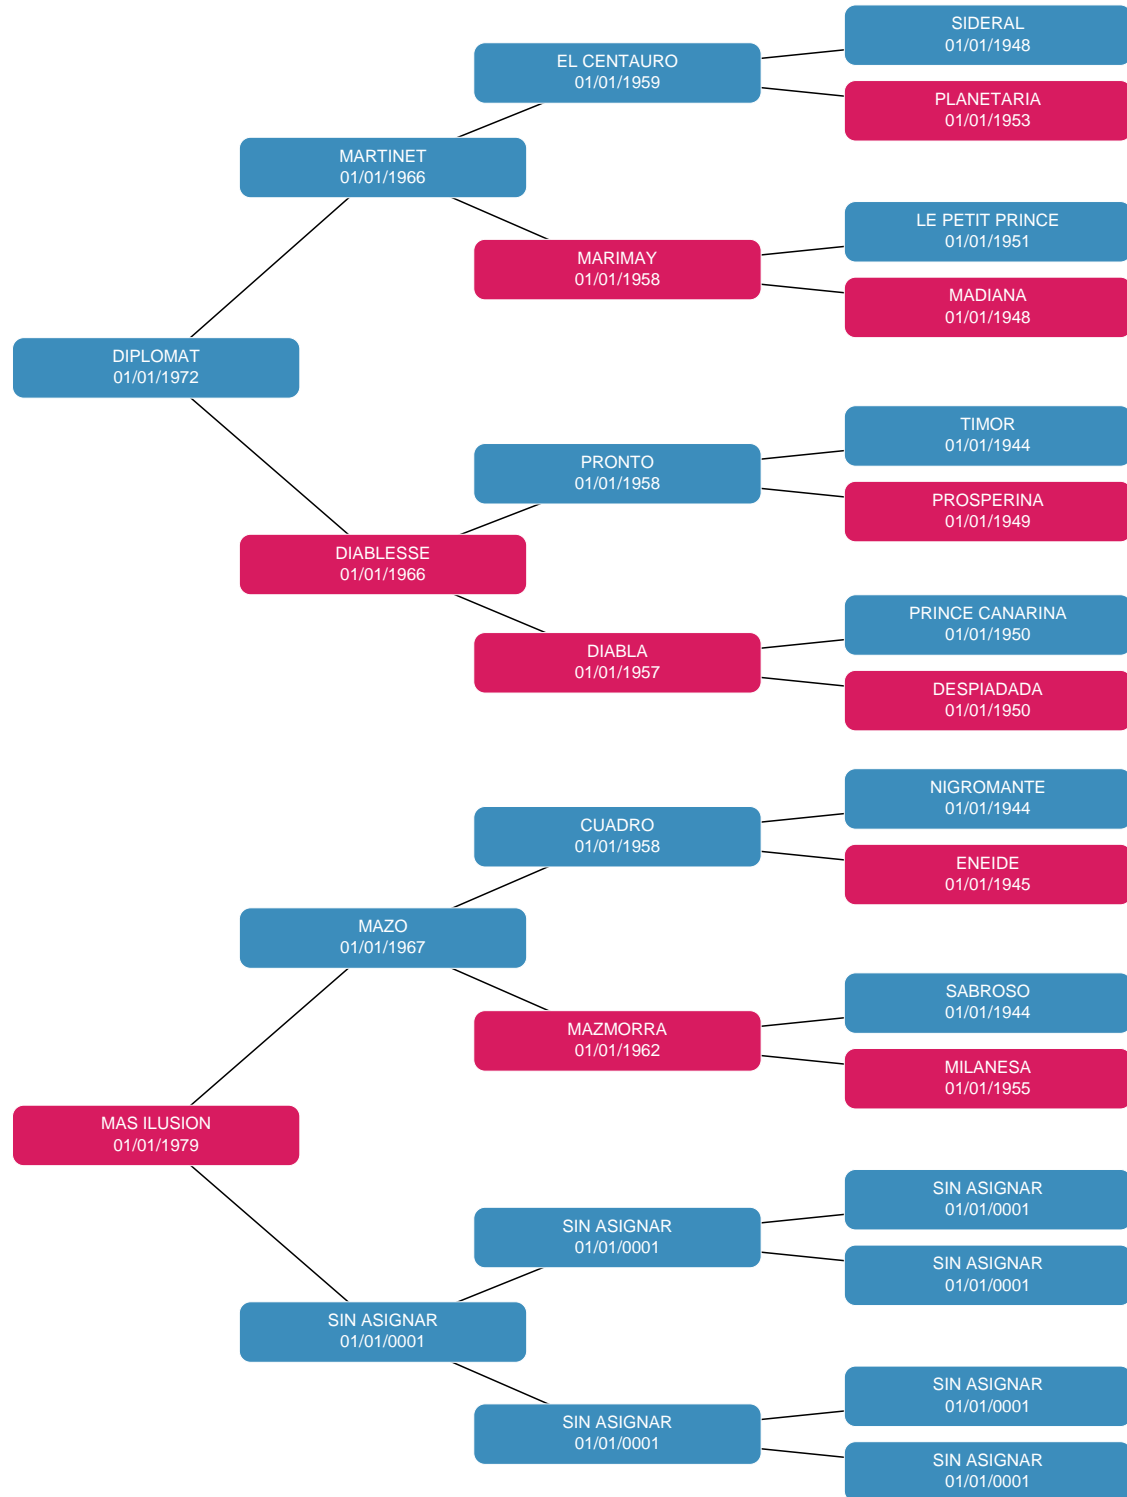 SIDERAL
01/01/1948
EL CENTAURO
01/01/1959
PLANETARIA
01/01/1953
MARTINET
01/01/1966
LE PETIT PRINCE
01/01/1951
MARIMAY
01/01/1958
MADIANA
01/01/1948
DIPLOMAT
01/01/1972
TIMOR
01/01/1944
PRONTO
01/01/1958
PROSPERINA
01/01/1949
DIABLESSE
01/01/1966
PRINCE CANARINA
01/01/1950
DIABLA
01/01/1957
DESPIADADA
01/01/1950
NIGROMANTE
01/01/1944
CUADRO
01/01/1958
ENEIDE
01/01/1945
MAZO
01/01/1967
SABROSO
01/01/1944
MAZMORRA
01/01/1962
MILANESA
01/01/1955
MAS ILUSION
01/01/1979
SIN ASIGNAR
01/01/0001
SIN ASIGNAR
01/01/0001
SIN ASIGNAR
01/01/0001
SIN ASIGNAR
01/01/0001
SIN ASIGNAR
01/01/0001
SIN ASIGNAR
01/01/0001
SIN ASIGNAR
01/01/0001